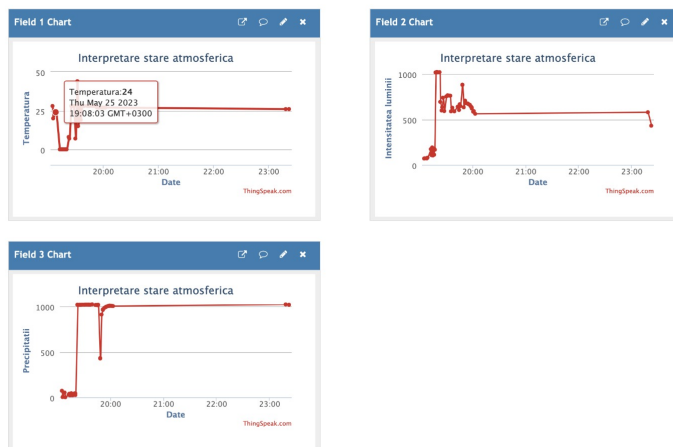 Field 1 Chart
Interpretare stare atmosferica
Temperatura
50
25
0
Temperatura:24
Thu May 25 2023
19:08:03 GMT+0300
20:00
21:00
22:00
23:00
Date
ThingSpeak.com
Field 2 Chart
Interpretare stare atmosferica
Intensitatea luminii
1000
500
0
20:00
21:00
22:00
23:00
Date
ThingSpeak.com
Field 3 Chart
Interpretare stare atmosferica
Precipitatii
1000
500
0
20:00
21:00
22:00
23:00
Date
ThingSpeak.com